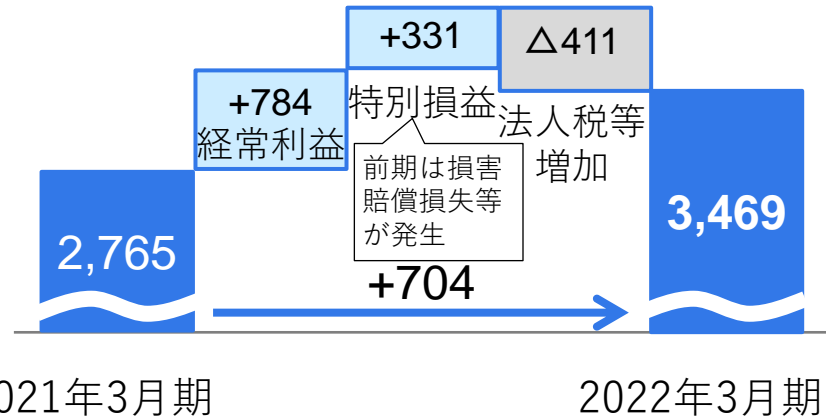 +331
△411
+784
経常利益
特別損益
法人税等
増加
前期は損害
賠償損失等
が発生
2,765
3,469
+704
021年3月期
2022年3月期